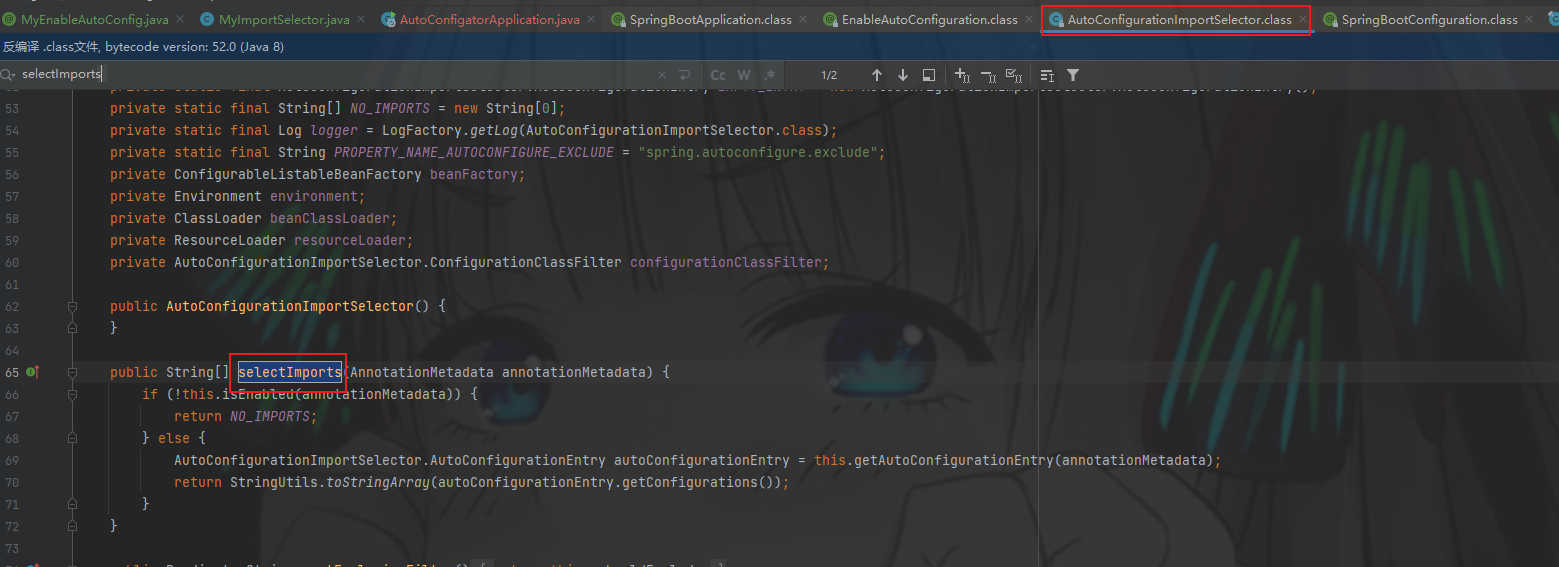 MyEnableAutoConfig.java MyImportSelector.java AutoConfigatorApplication.java SpringBootApplication.class EnableAutoConfiguration.class AutoConfigurationImportSelector.class SpringBootConfiguration.class
反编译 .class文件, bytecode version: 52.0 (Java 8)
selectImports Cc W .* 1/2
53 private static final String[] NO_IMPORTS = new String[0];
54 private static final Log logger = LogFactory.getLog(AutoConfigurationImportSelector.class);
55 private static final String PROPERTY_NAME_AUTOCONFIGURE_EXCLUDE = "spring.autoconfigure.exclude";
56 private ConfigurableListableBeanFactory beanFactory;
57 private Environment environment;
58 private ClassLoader beanClassLoader;
59 private ResourceLoader resourceLoader;
60 private AutoConfigurationImportSelector.ConfigurationClassFilter configurationClassFilter;
61
62 public AutoConfigurationImportSelector() {
63 }
64
65 public String[] selectImports(AnnotationMetadata annotationMetadata) {
66 if (!this.isEnabled(annotationMetadata)) {
67 return NO_IMPORTS;
68 } else {
69 AutoConfigurationImportSelector.AutoConfigurationEntry autoConfigurationEntry = this.getAutoConfigurationEntry(annotationMetadata);
70 return StringUtils.toStringArray(autoConfigurationEntry.getConfigurations());
71 }
72 }
73